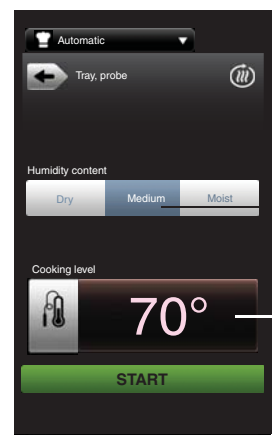 Automatic
Tray, probe
Humidity content
Dry Medium Moist
Cooking level
70°
START